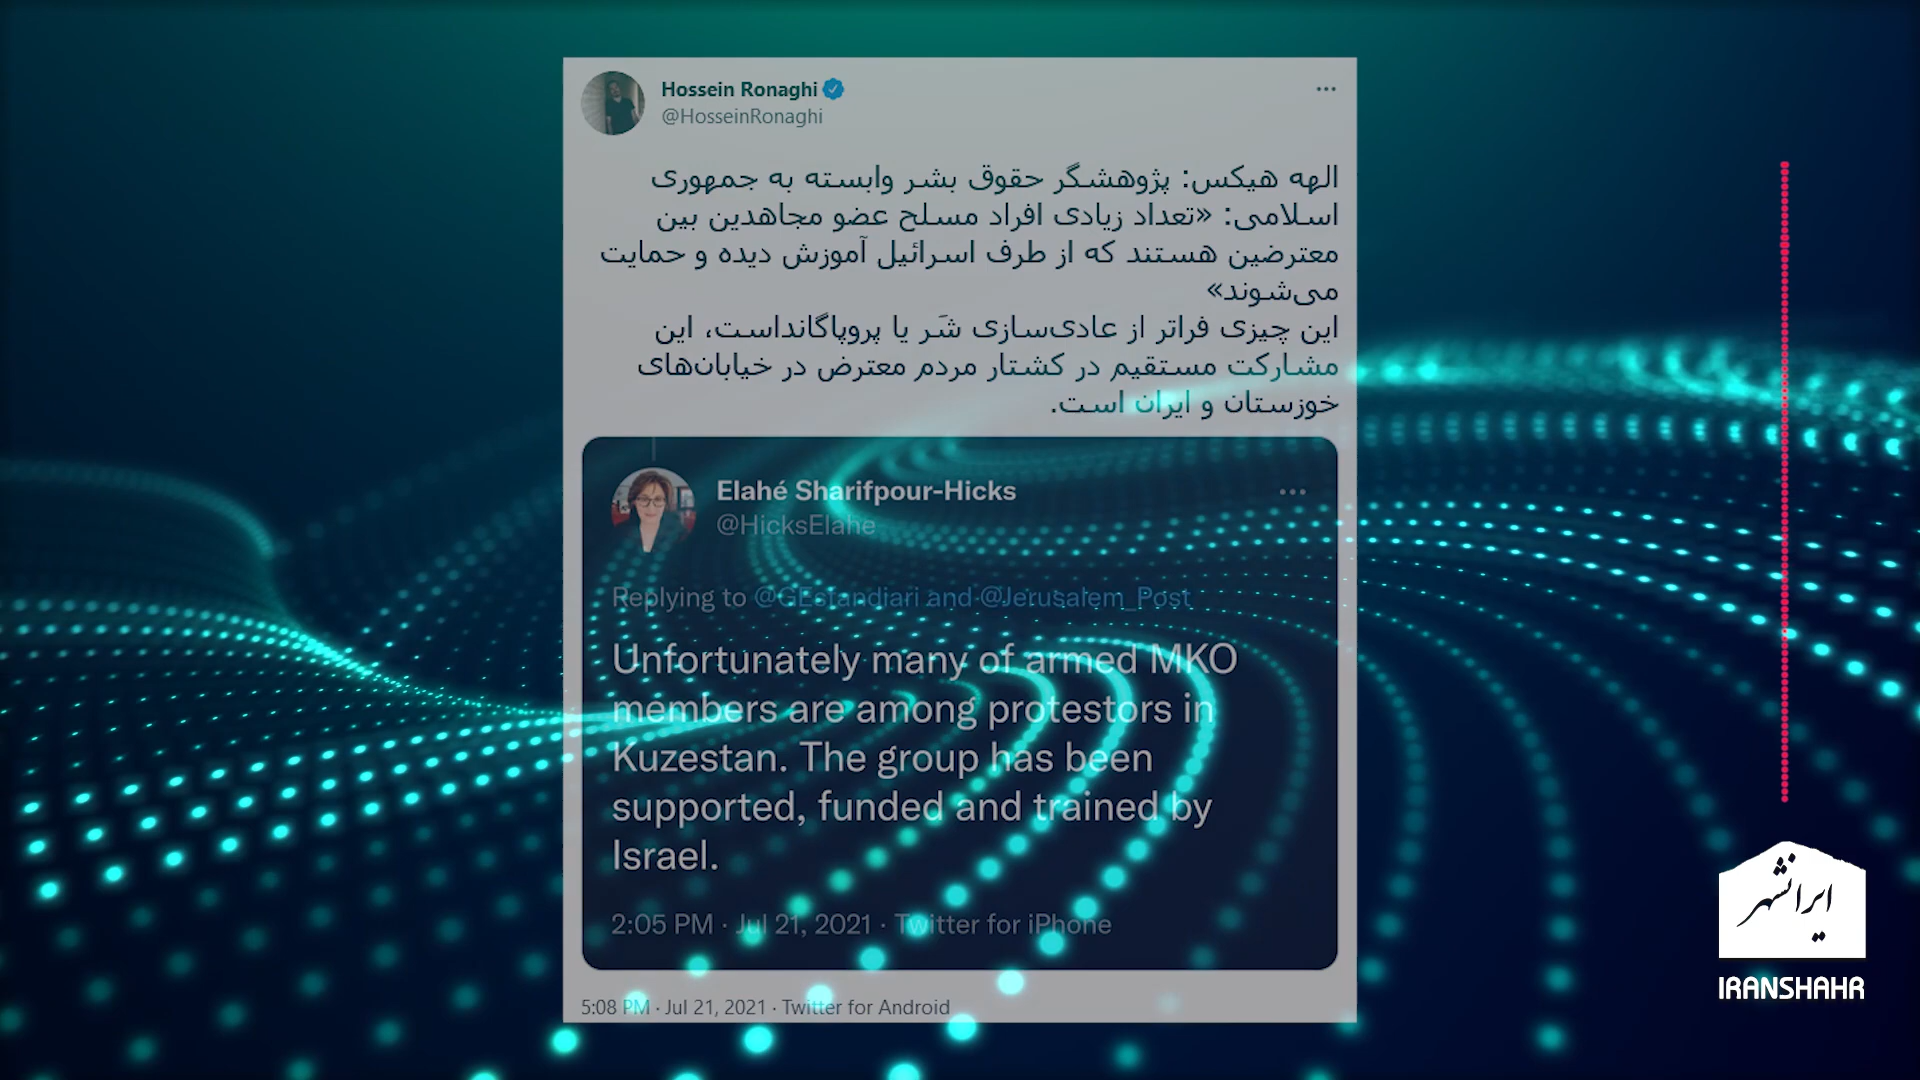 Hossein Ronaghi
@HosseinRonaghi
الهه هیکس: پژوهشگر حقوق بشر وابسته به جمهوری
اسلامی: «تعداد زیادی افراد مسلح عضو مجاهدین بین
معترضین هستند که از طرف اسرائیل آموزش دیده و حمایت
می‌شوند»
این چیزی فراتر از عادی‌سازی شَر یا پروپاگانداست، این
مشارکت مستقیم در کشتار مردم معترض در خیابان‌های
خوزستان و ایران است.
Elahé Sharifpour-Hicks
@HicksElahe
Replying to @GEsfandiari and @Jerusalem_Post
Unfortunately many of armed MKO
members are among protestors in
Kuzestan. The group has been
supported, funded and trained by
Israel.
2:05 PM · Jul 21, 2021 · Twitter for iPhone
5:08 PM · Jul 21, 2021 · Twitter for Android
ایرانشهر
IRANSHAHR